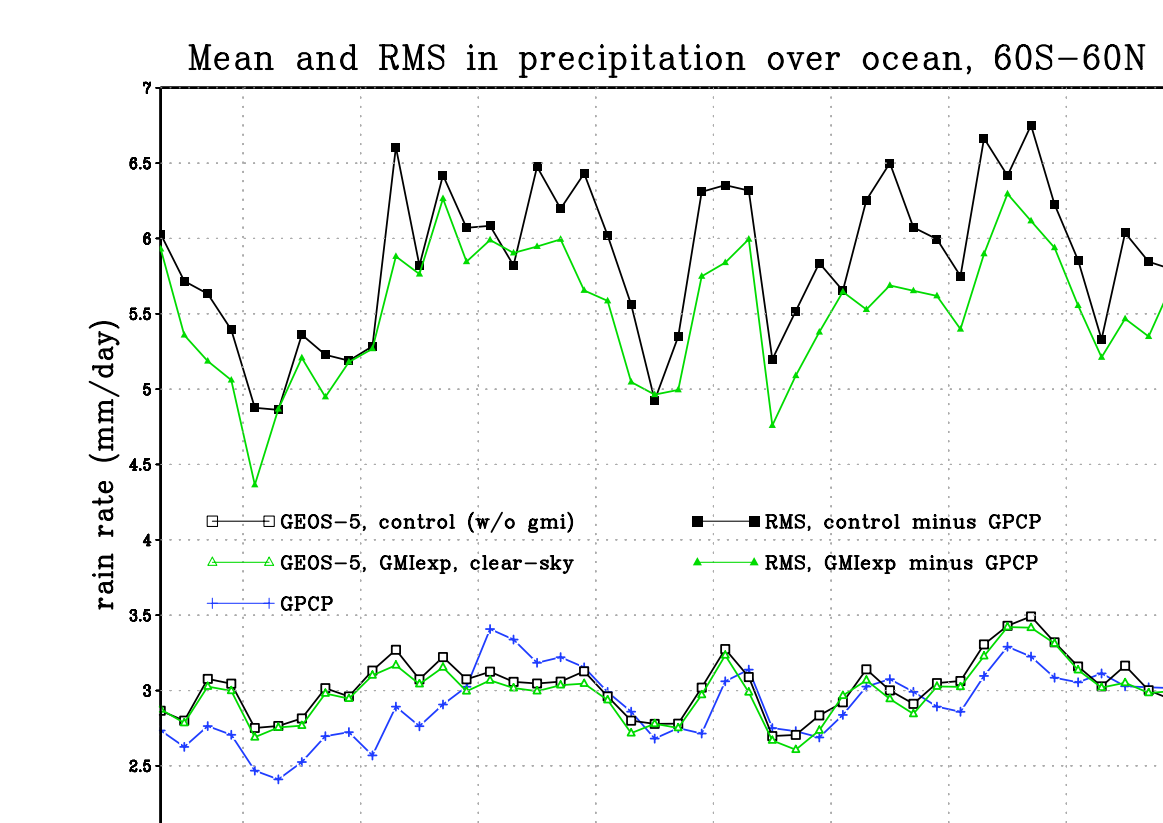 Mean and RMS in precipitation over ocean, 60S-60N
7
6.5
6
5.5
5
4.5
4
3.5
3
2.5
rain rate (mm/day)
GEOS-5, control (w/o gmi)
RMS, control minus GPCP
GEOS-5, GMIexp, clear-sky
RMS, GMIexp minus GPCP
GPCP